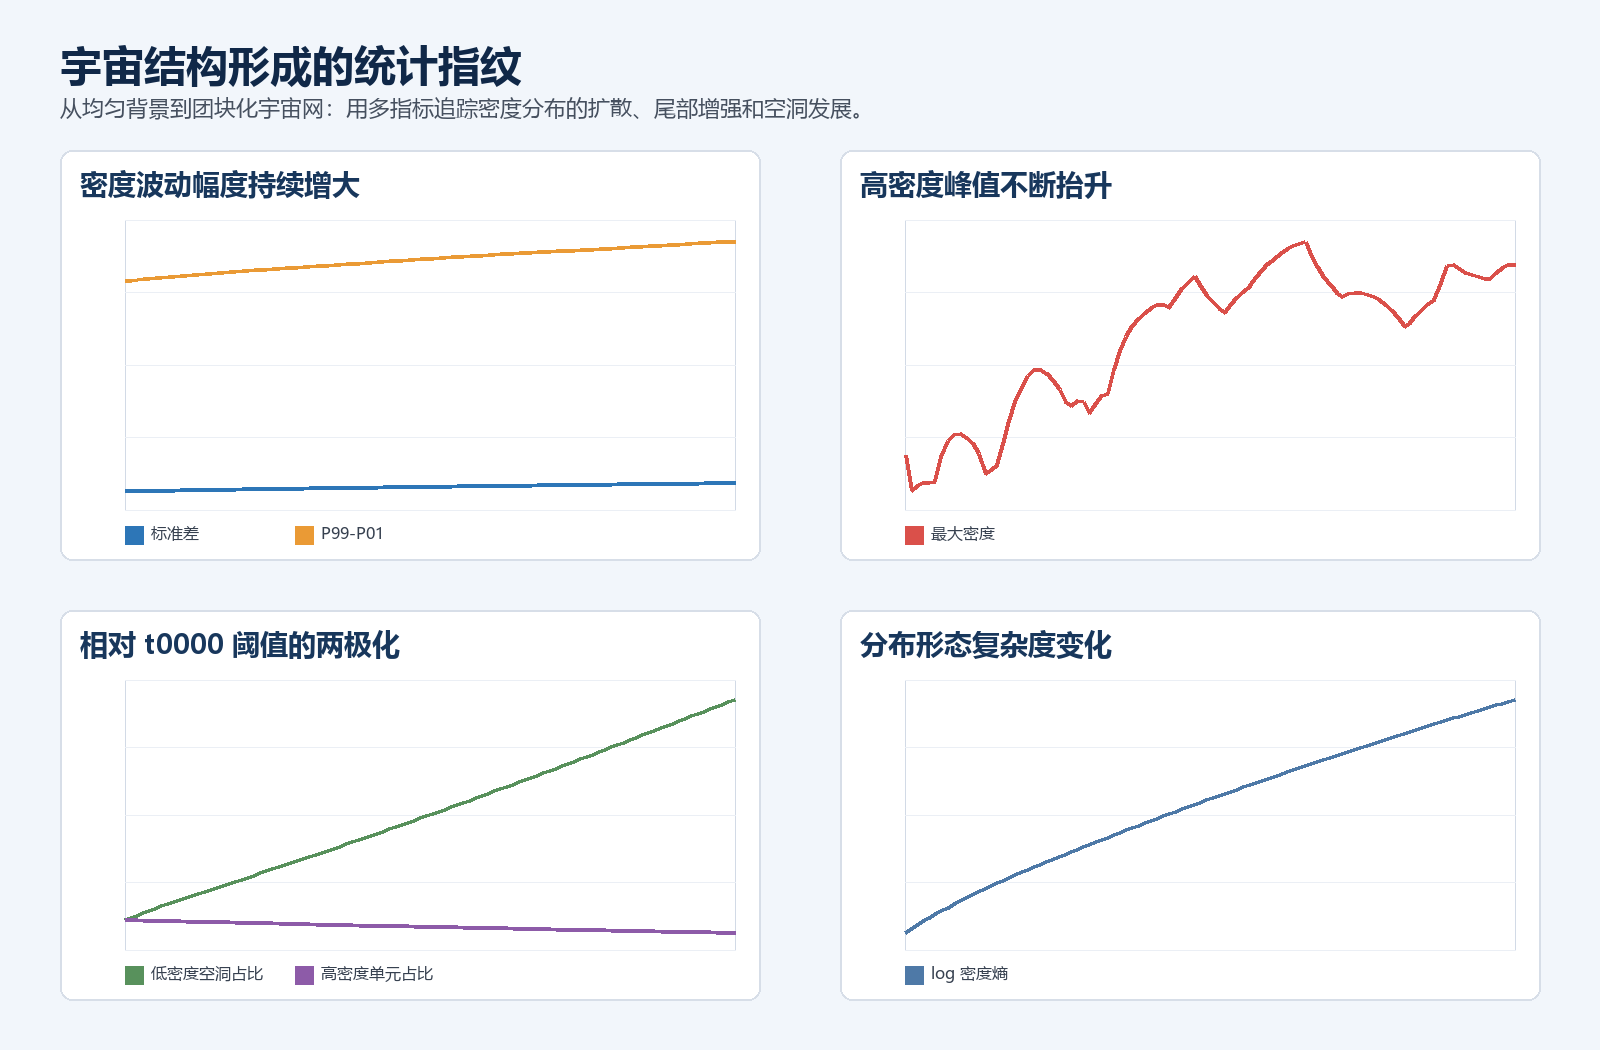 宇宙结构形成的统计指纹
从均匀背景到团块化宇宙网：用多指标追踪密度分布的扩散、尾部增强和空洞发展。
密度波动幅度持续增大
标准差
P99-P01
高密度峰值不断抬升
最大密度
相对 t0000 阈值的两极化
低密度空洞占比
高密度单元占比
分布形态复杂度变化
log 密度熵